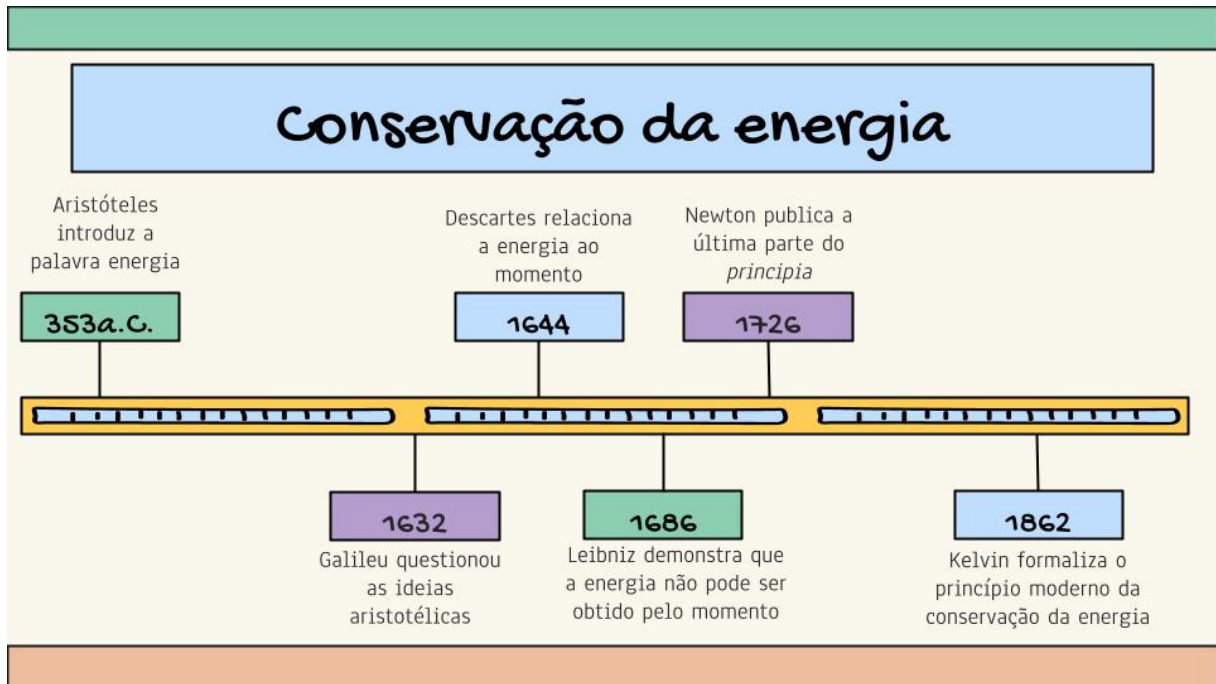 Conservação da energia
Aristóteles
introduz a
palavra energia
353a.C.
Descartes relaciona
a energia ao
momento
1644
Newton publica a
última parte do
principia
1726
1632
Galileu questionou
as ideias
aristotélicas
1686
Leibniz demonstra que
a energia não pode ser
obtido pelo momento
1862
Kelvin formaliza o
princípio moderno da
conservação da energia